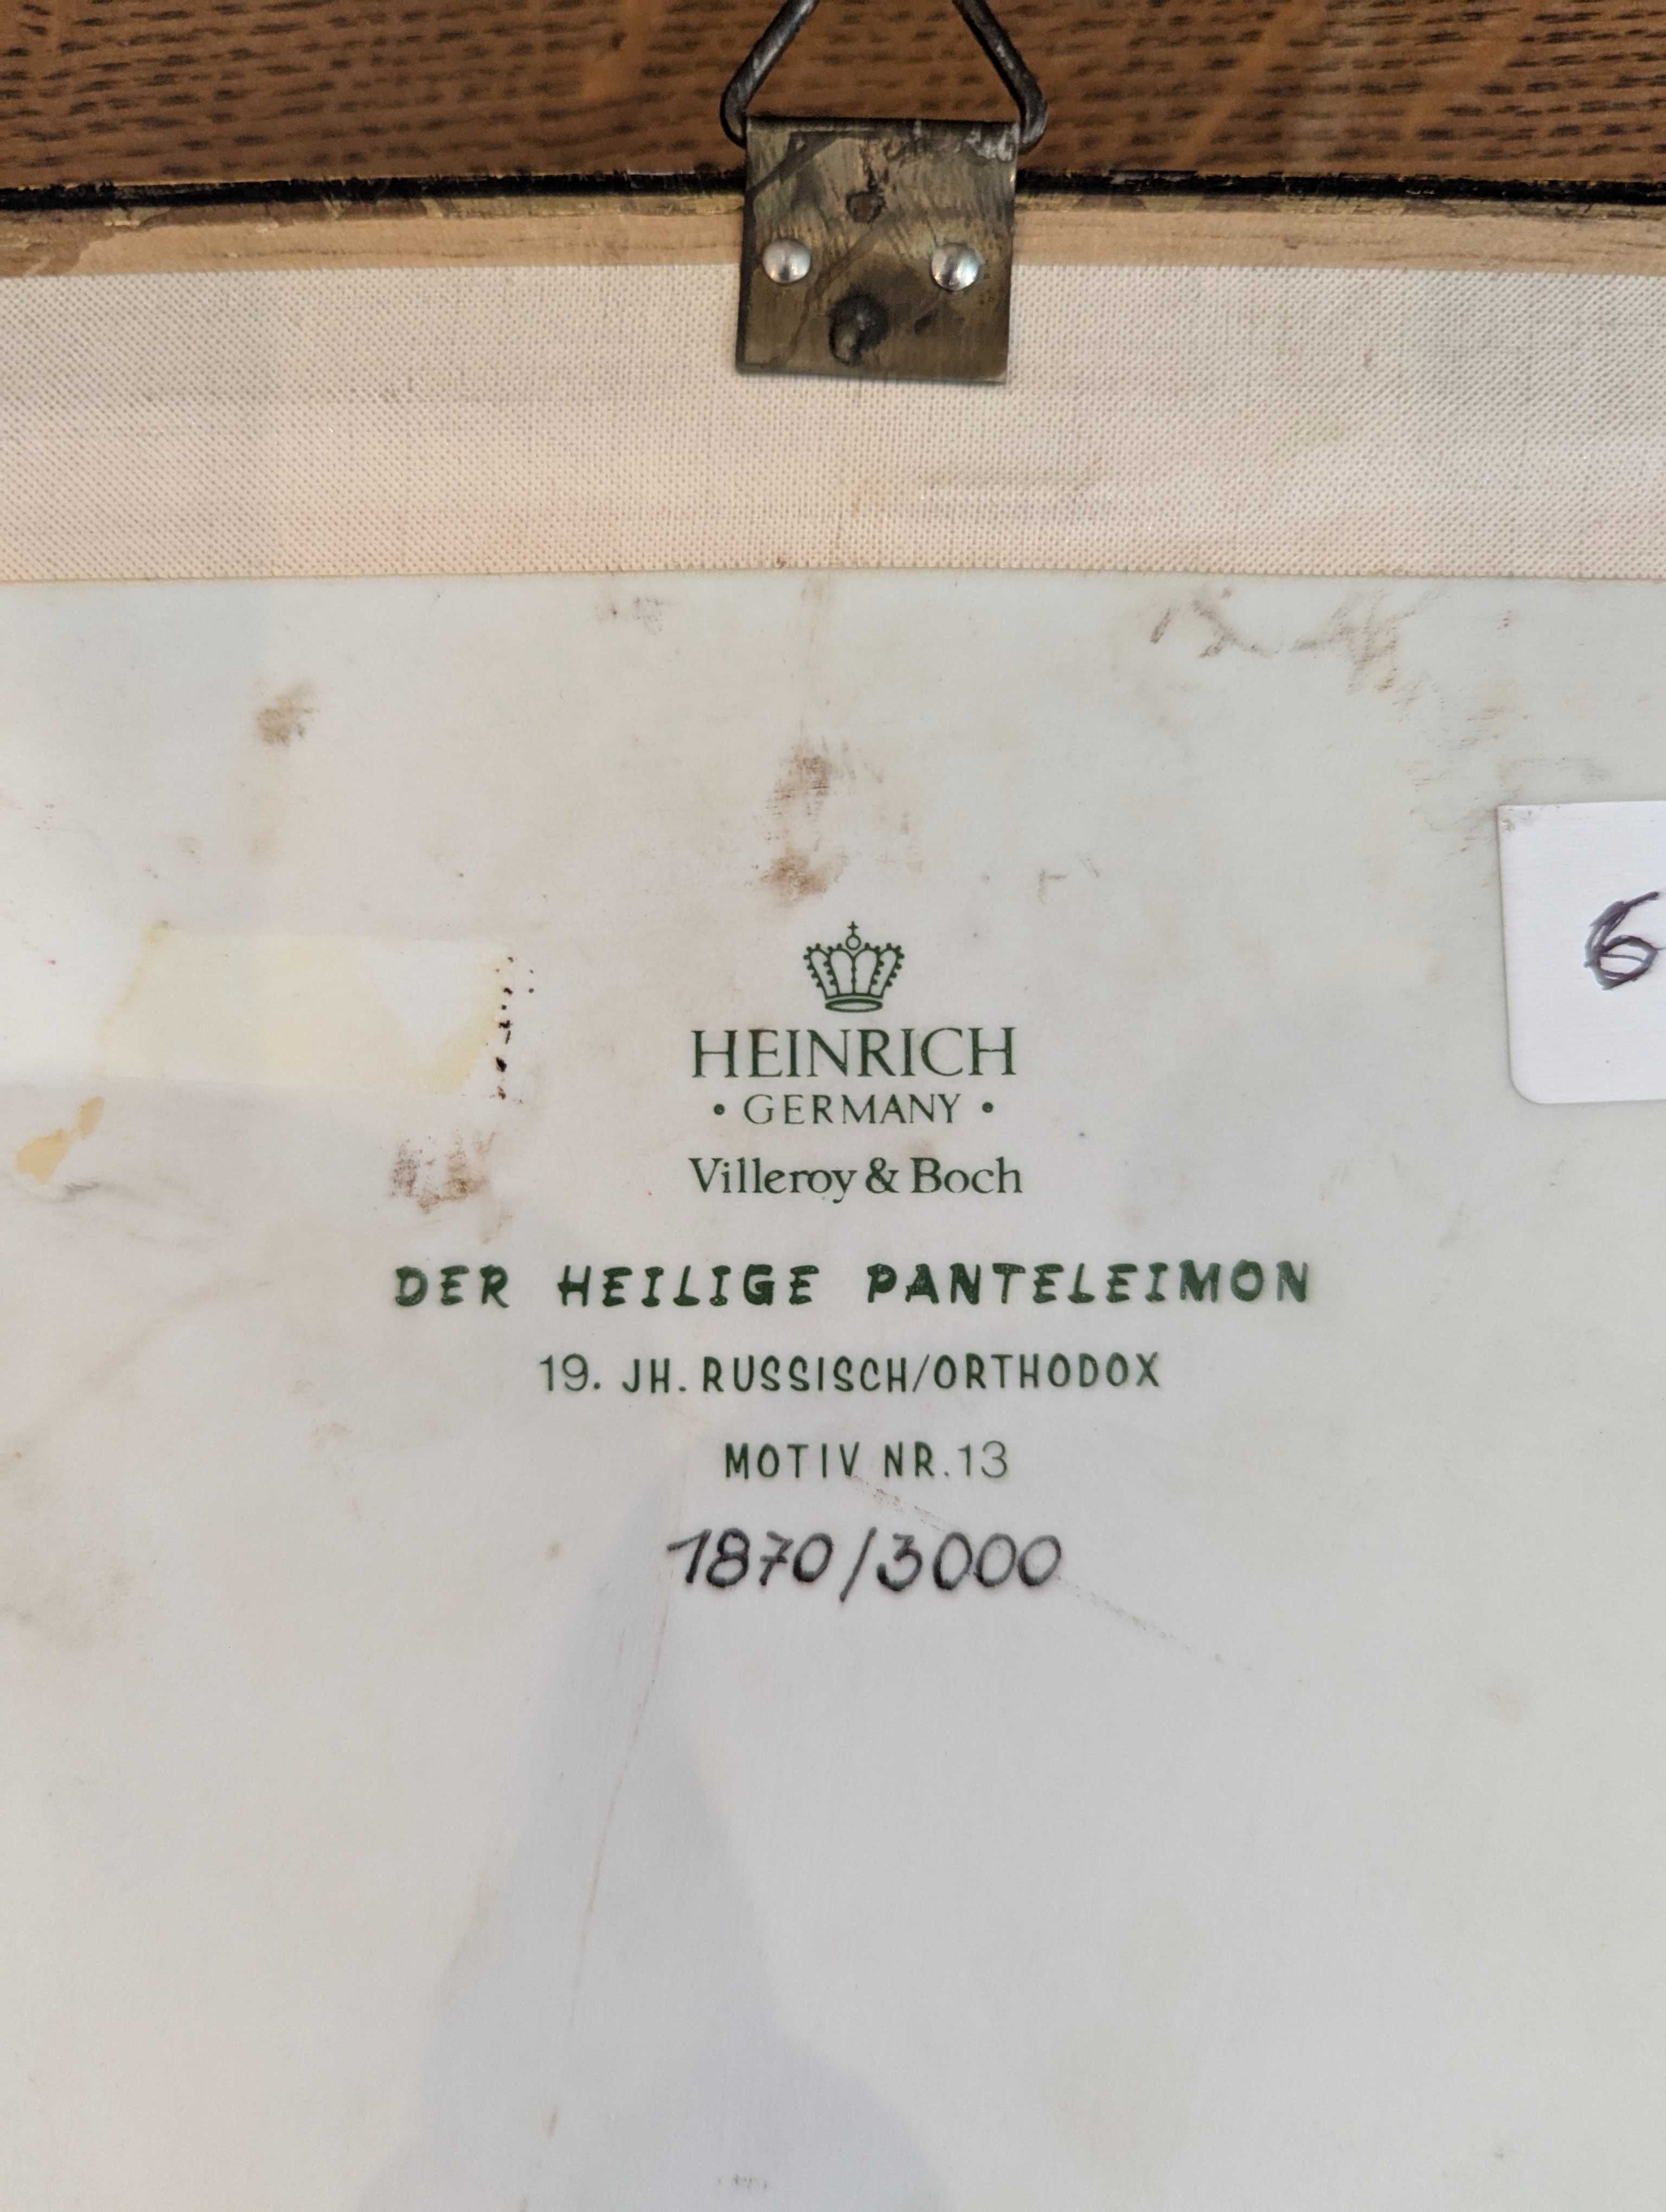 HEINRICH
• GERMANY •
Villeroy & Boch
DER HEILIGE PANTELEIMON
19. JH. RUSSISCH/ORTHODOX
MOTIV NR. 13
1870/3000
6